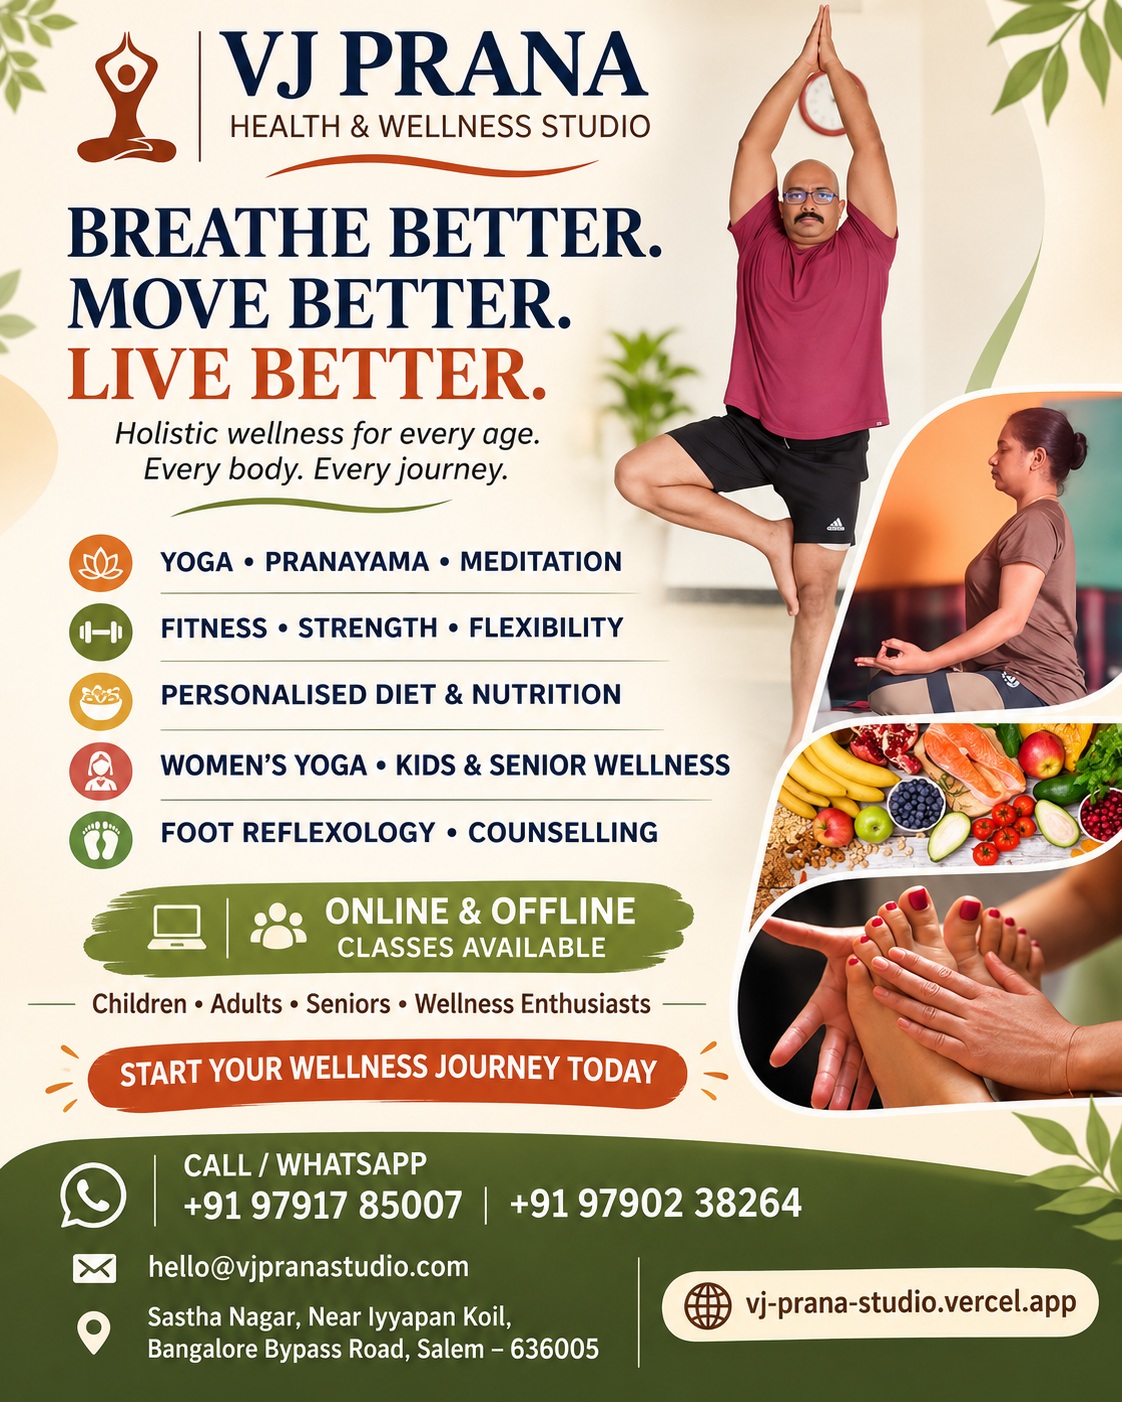 VJ PRANA
HEALTH & WELLNESS STUDIO
BREATHE BETTER.
MOVE BETTER.
LIVE BETTER.
Holistic wellness for every age.
Every body. Every journey.
YOGA • PRANAYAMA • MEDITATION
FITNESS • STRENGTH • FLEXIBILITY
PERSONALISED DIET & NUTRITION
WOMEN'S YOGA • KIDS & SENIOR WELLNESS
FOOT REFLEXOLOGY • COUNSELLING
ONLINE & OFFLINE
CLASSES AVAILABLE
Children • Adults • Seniors • Wellness Enthusiasts
START YOUR WELLNESS JOURNEY TODAY
CALL / WHATSAPP
+91 97917 85007 | +91 97902 38264
hello@vjpranastudio.com
Sastha Nagar, Near Iyyapan Koil,
Bangalore Bypass Road, Salem – 636005
vj-prana-studio.vercel.app